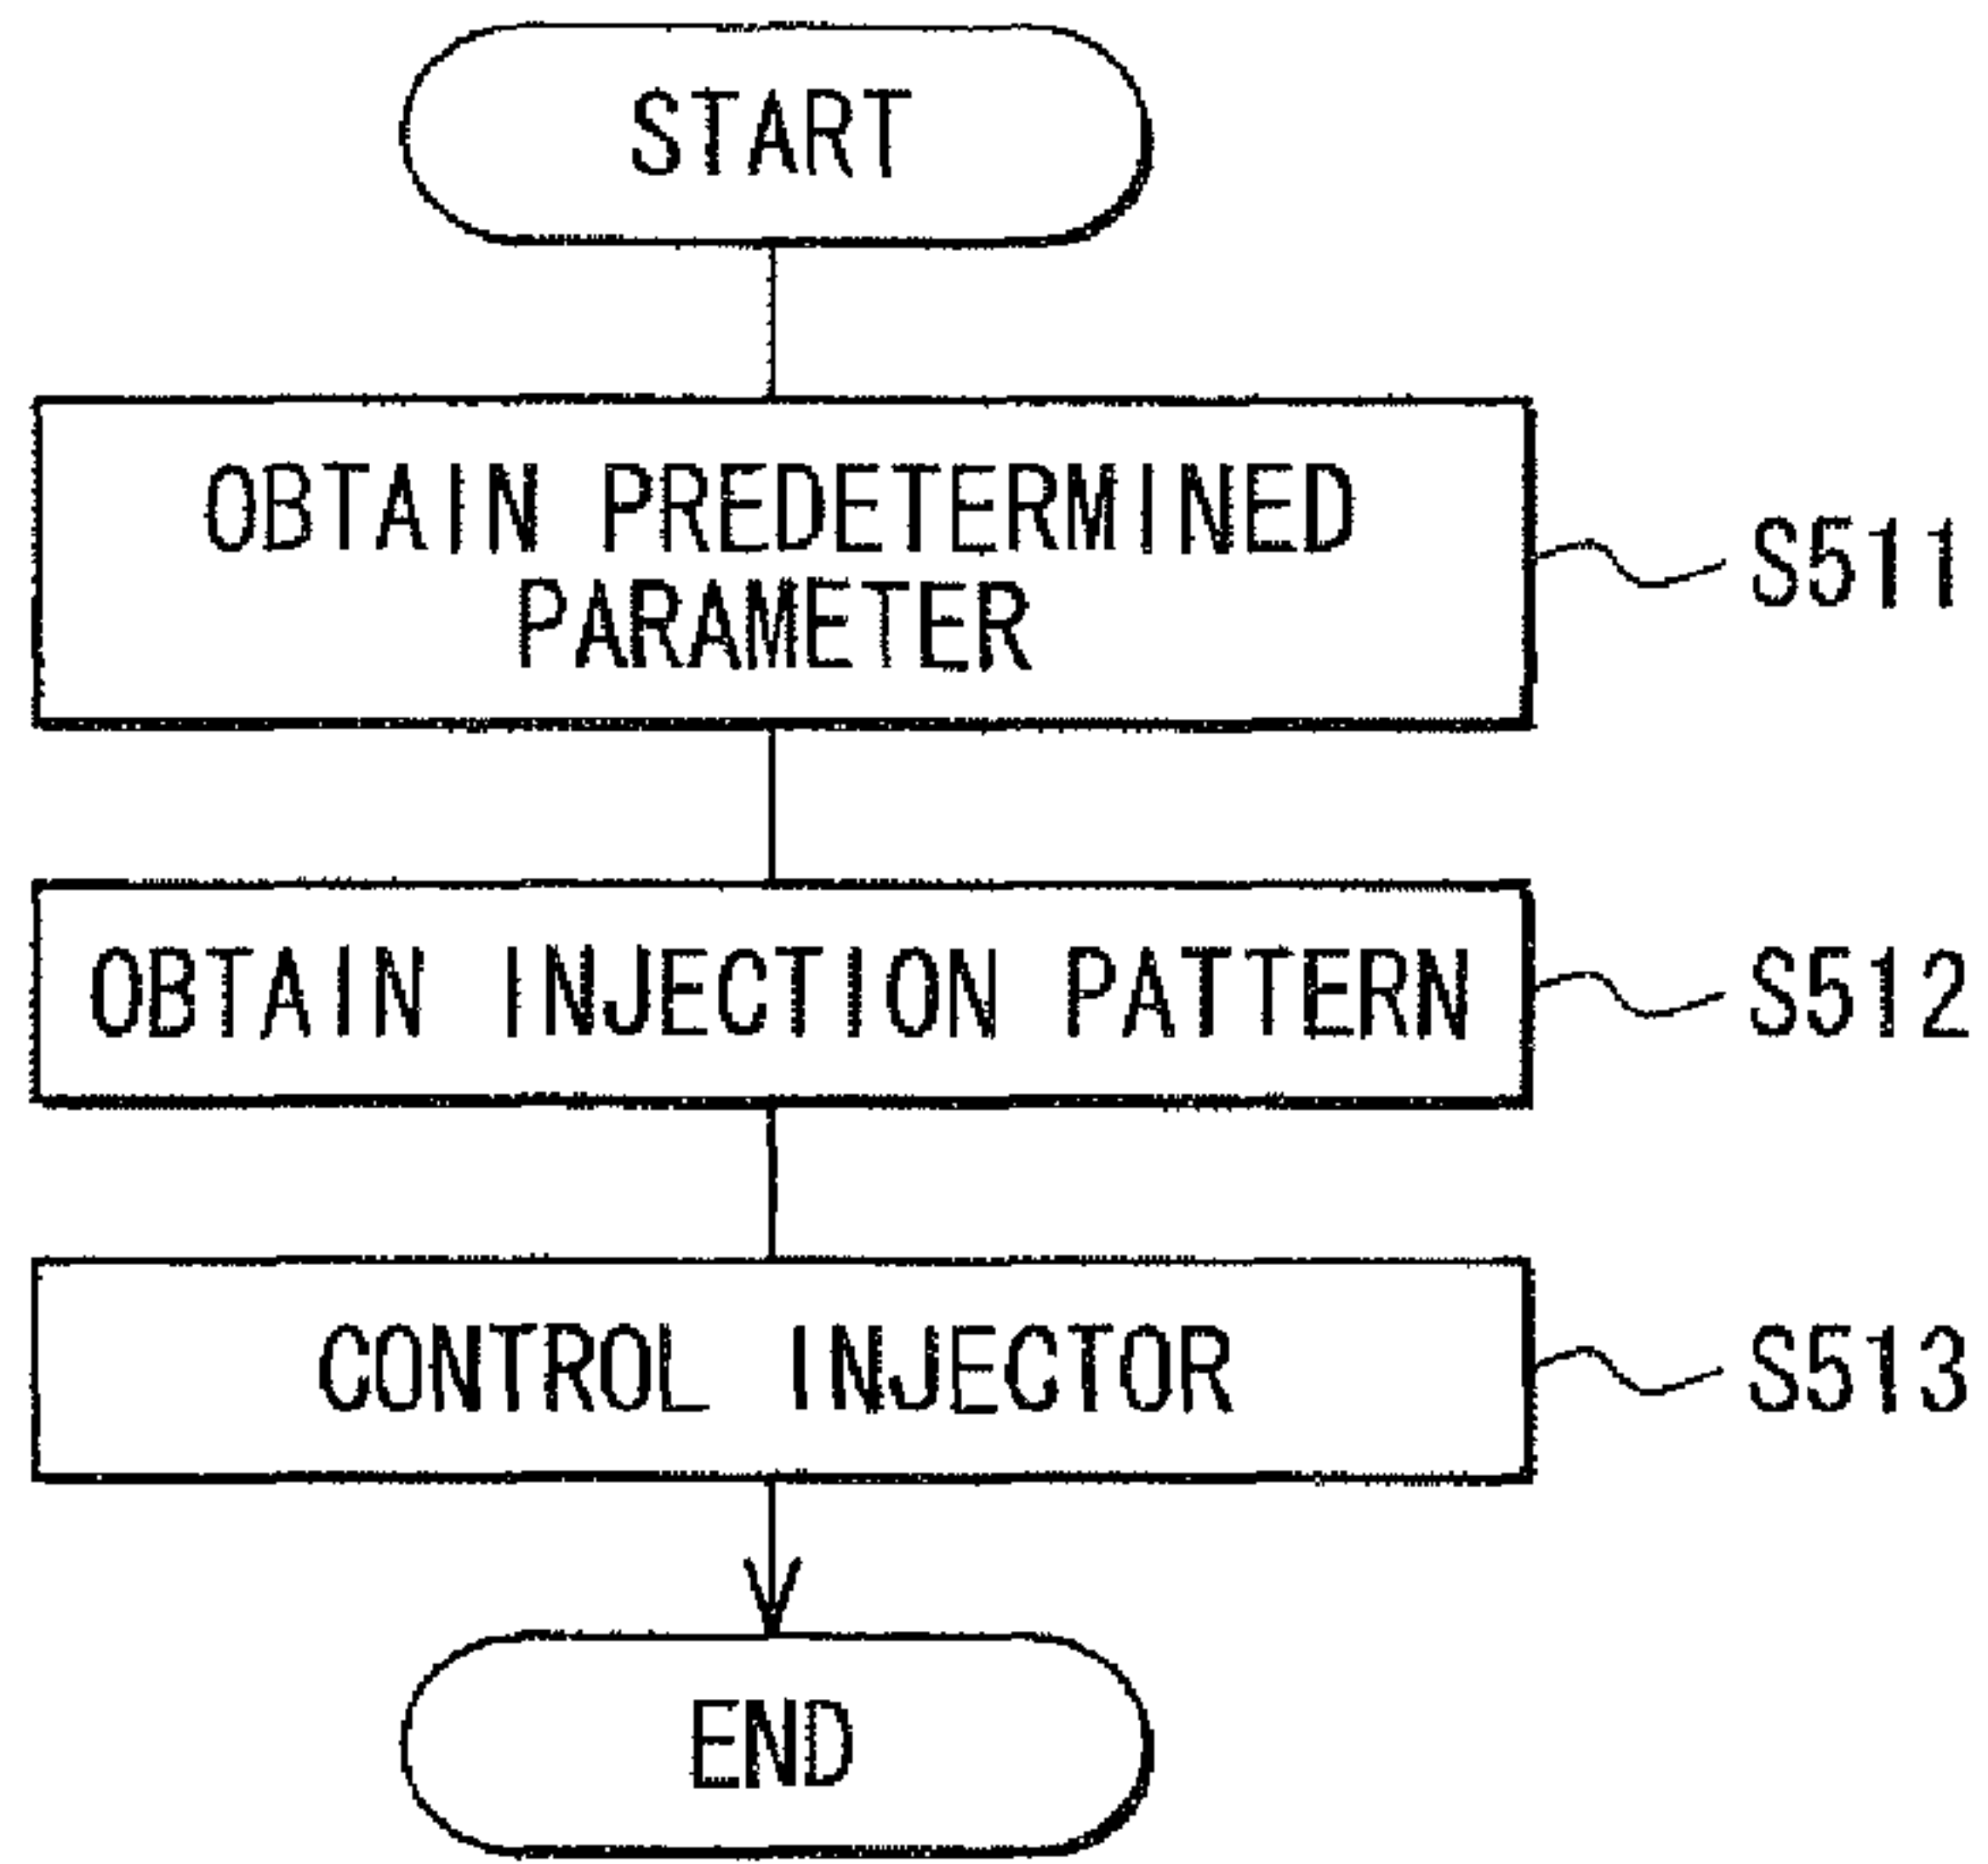 START
OBTAIN PREDETERMINED
PARAMETER
S511
OBTAIN INJECTION PATTERN
S512
CONTROL INJECTOR
S513
END